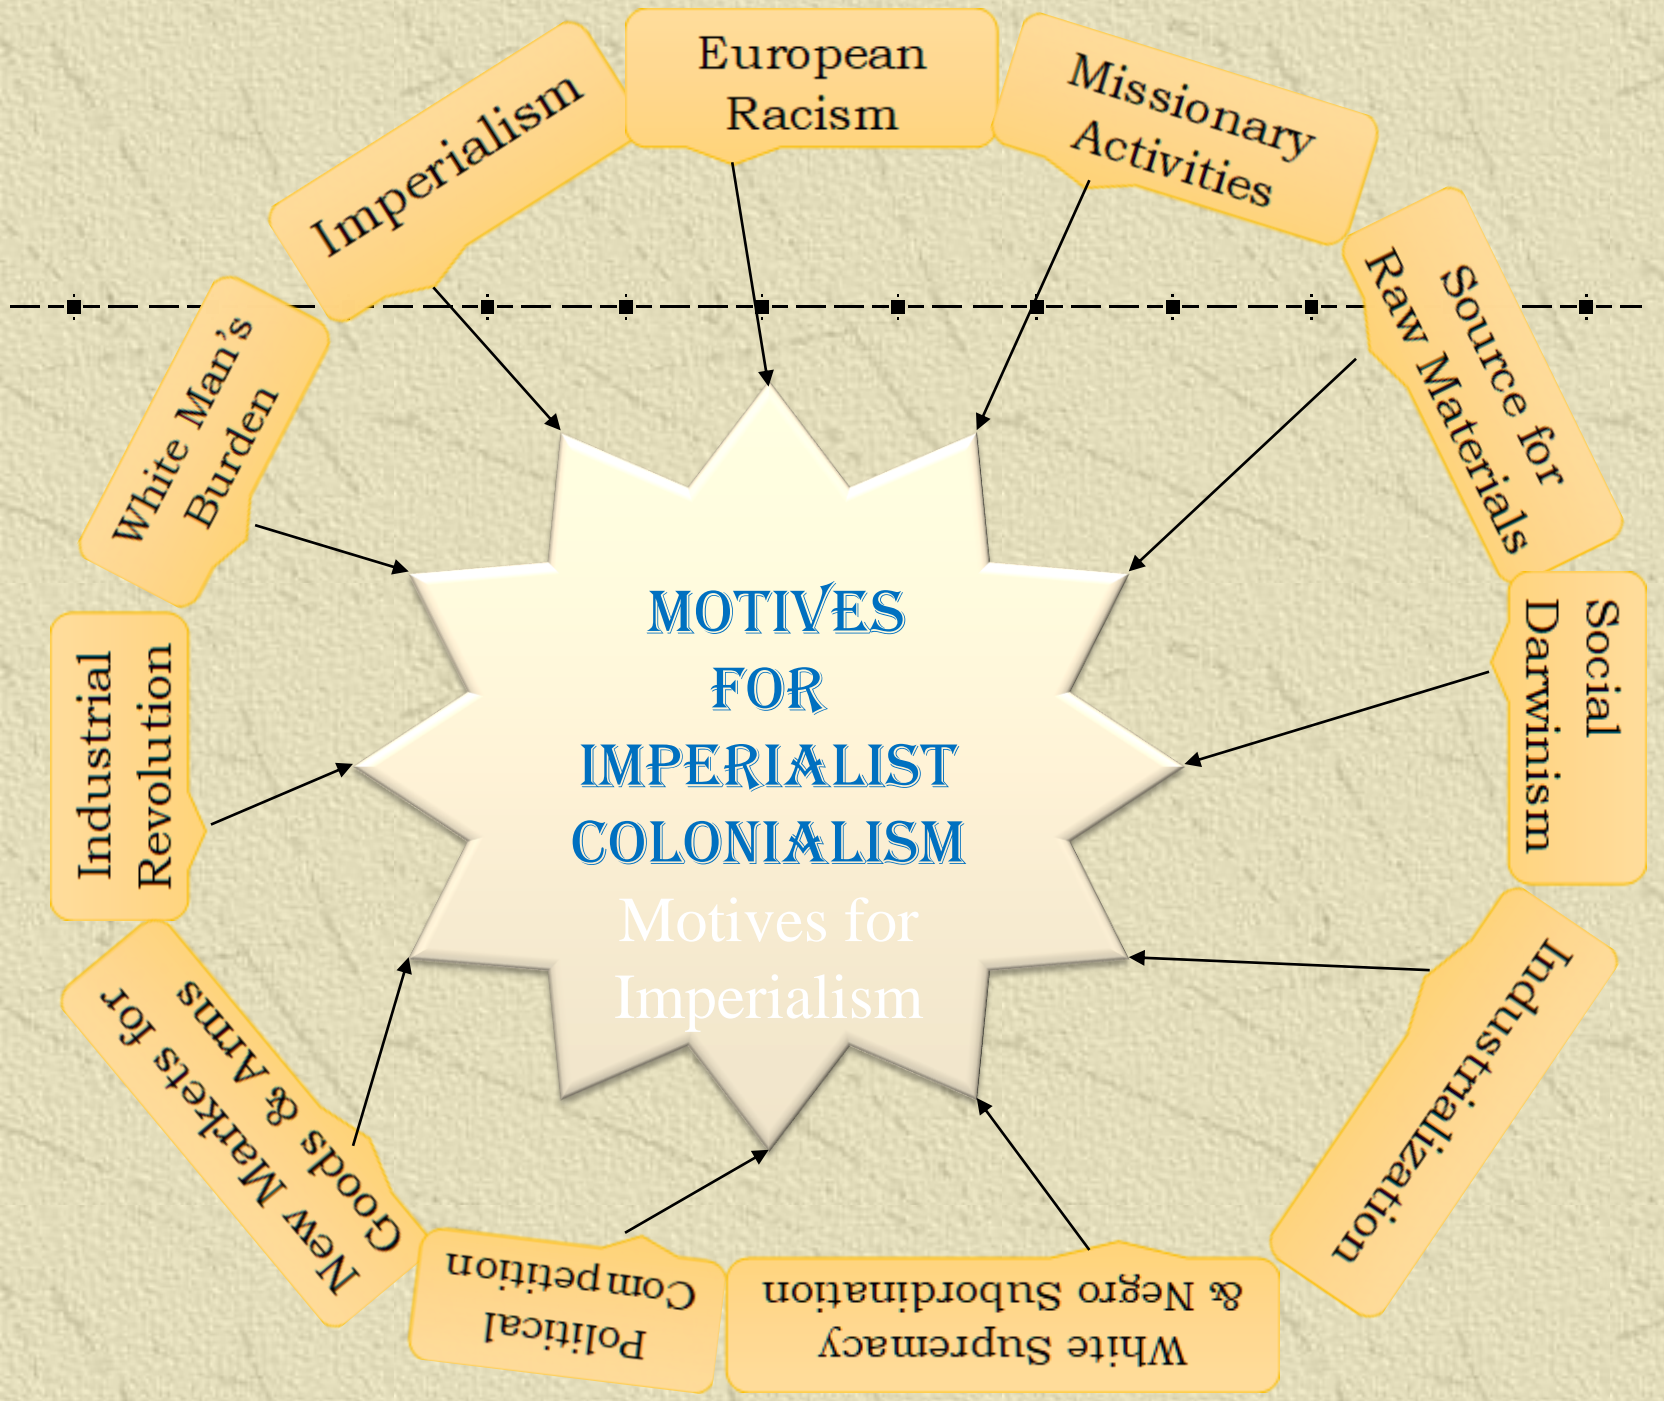 European
Racism
Missionary
Activities
Source for
Raw Materials
Social
Darwinism
Industrialization
White Supremacy
& Negro Subordination
Political
Competition
New Markets for
Goods & Arms
Industrial
Revolution
White Man's
Burden
Imperialism
MOTIVES
FOR
IMPERIALIST
COLONIALISM
Motives for
Imperialism